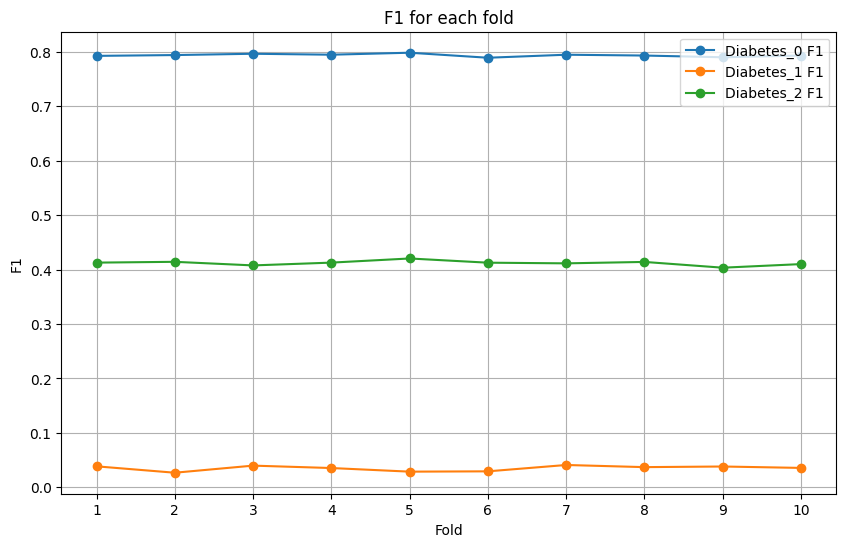 F1 for each fold
Diabetes_0 F1
Diabetes_1 F1
Diabetes_2 F1
F1
0.8
0.7
0.6
0.5
0.4
0.3
0.2
0.1
0.0
1 2 3 4 5 6 7 8 9 10
Fold